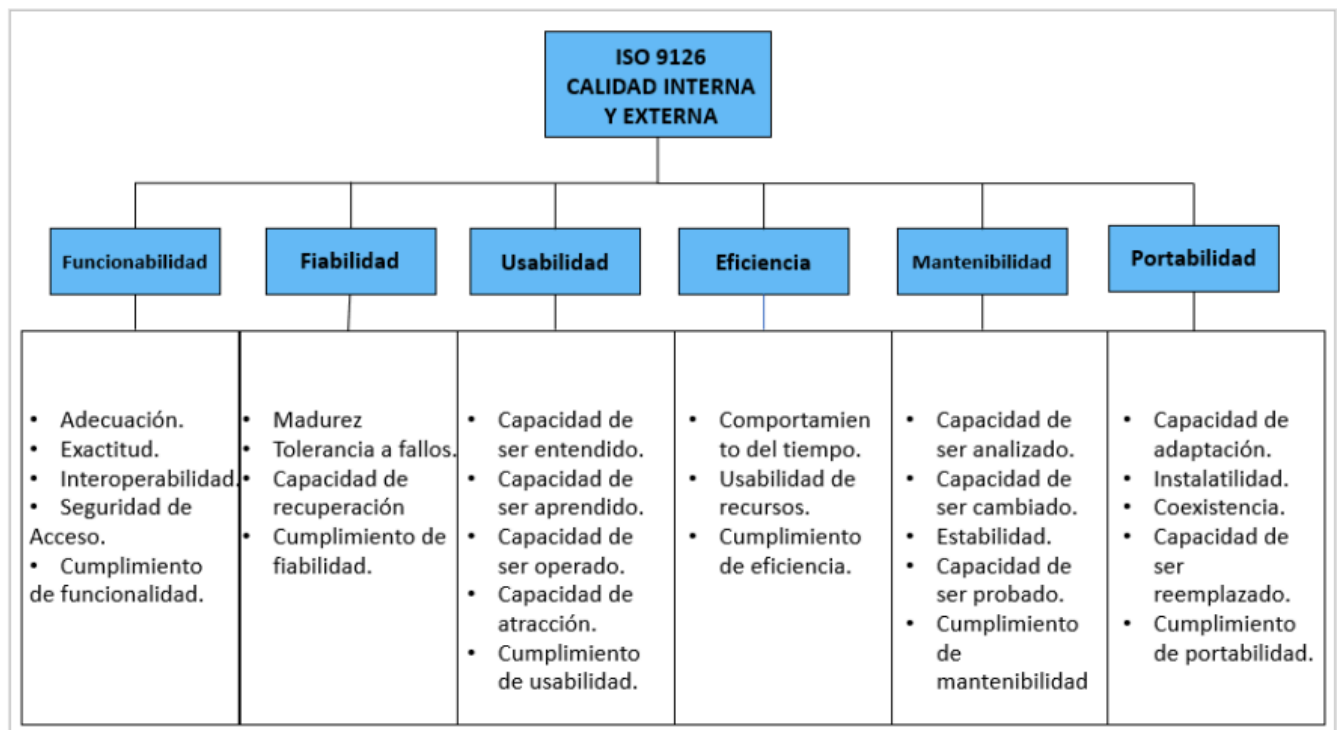 ISO 9126
CALIDAD INTERNA
Y EXTERNA
Funcionabilidad
Fiabilidad
Usabilidad
Eficiencia
Mantenibilidad
Portabilidad
• Adecuación.
• Exactitud.
• Interoperabilidad.
• Seguridad de
Acceso.
• Cumplimiento
de funcionalidad.
• Madurez
• Tolerancia a fallos.
• Capacidad de
recuperación
• Cumplimiento de
fiabilidad.
• Capacidad de
ser entendido.
• Capacidad de
ser aprendido.
• Capacidad de
ser operado.
• Capacidad de
atracción.
• Cumplimiento
de usabilidad.
• Comportamien
to del tiempo.
• Usabilidad de
recursos.
• Cumplimiento
de eficiencia.
• Capacidad de
ser analizado.
• Capacidad de
ser cambiado.
• Estabilidad.
• Capacidad de
ser probado.
• Cumplimiento
de
mantenibilidad
• Capacidad de
adaptación.
• Instalatilidad.
• Coexistencia.
• Capacidad de
ser
reemplazado.
• Cumplimiento
de portabilidad.